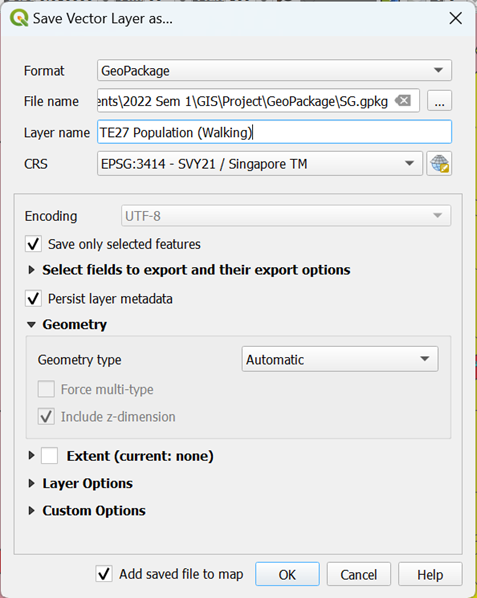 Save Vector Layer as...
Format GeoPackage
File name ents\2022 Sem 1\GIS\Project\GeoPackage\SG.gpkg ...
Layer name TE27 Population (Walking)
CRS EPSG:3414 - SVY21 / Singapore TM
Encoding UTF-8
Save only selected features
Select fields to export and their export options
Persist layer metadata
Geometry
Geometry type Automatic
Force multi-type
Include z-dimension
Extent (current: none)
Layer Options
Custom Options
Add saved file to map OK Cancel Help